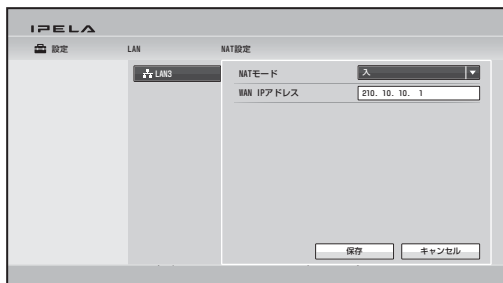 IPELA
設定 LAN NAT設定
LAN3
NATモード 入
WAN IPアドレス 210. 10. 10. 1
保存 キャンセル